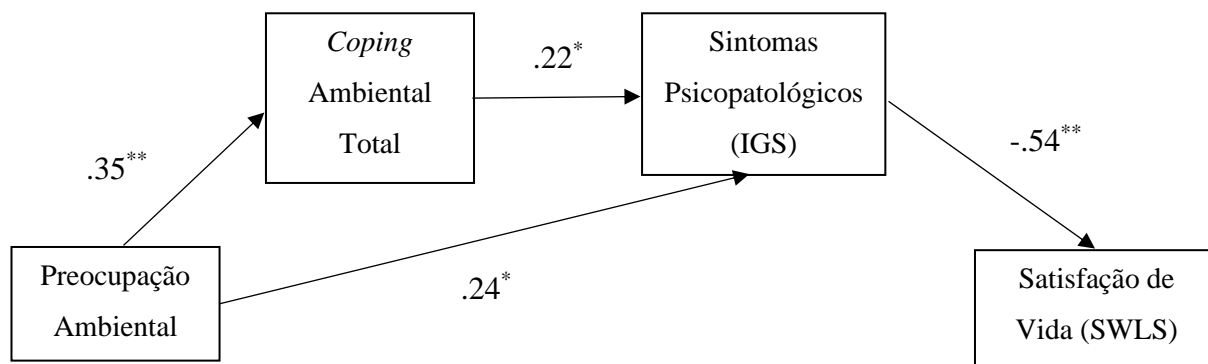 Coping
Ambiental
Total
.22*
Sintomas
Psicopatológicos
(IGS)
-.54**
.35**
Preocupação
Ambiental
.24*
Satisfação de
Vida (SWLS)